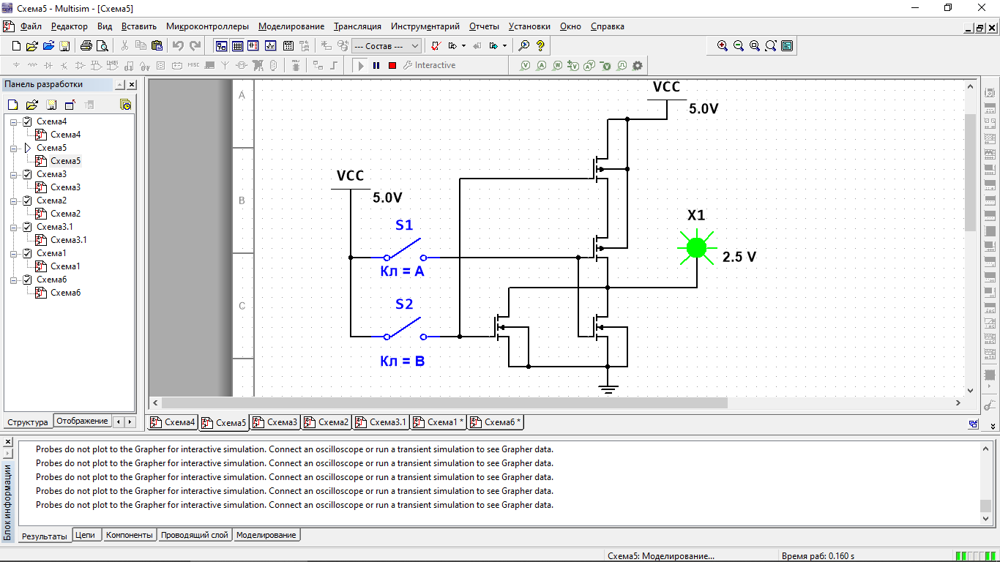 Схема5 - Multisim - [Схема5]
Файл Редактор Вид Вставить Микроконтроллеры Моделирование Трансляция Инструментарий Отчеты Установки Окно Справка
--- Состав ---
MISC
Interactive
Панель разработки
Схема4
Схема4
Схема5
Схема5
Схема3
Схема3
Схема2
Схема2
Схема3.1
Схема3.1
Схема1
Схема1
Схема6
Схема6
Структура Отображение
A
B
C
VCC
5.0V
VCC
5.0V
S1
Кл = A
S2
Кл = B
X1
2.5 V
Схема4 Схема5 Схема3 Схема2 Схема3.1 Схема1 * Схема6 *
Блок информации
Probes do not plot to the Grapher for interactive simulation. Connect an oscilloscope or run a transient simulation to see Grapher data.
Probes do not plot to the Grapher for interactive simulation. Connect an oscilloscope or run a transient simulation to see Grapher data.
Probes do not plot to the Grapher for interactive simulation. Connect an oscilloscope or run a transient simulation to see Grapher data.
Probes do not plot to the Grapher for interactive simulation. Connect an oscilloscope or run a transient simulation to see Grapher data.
Probes do not plot to the Grapher for interactive simulation. Connect an oscilloscope or run a transient simulation to see Grapher data.
Результаты Цепи Компоненты Проводящий слой Моделирование
Схема5: Моделирование... Время раб: 0.160 s